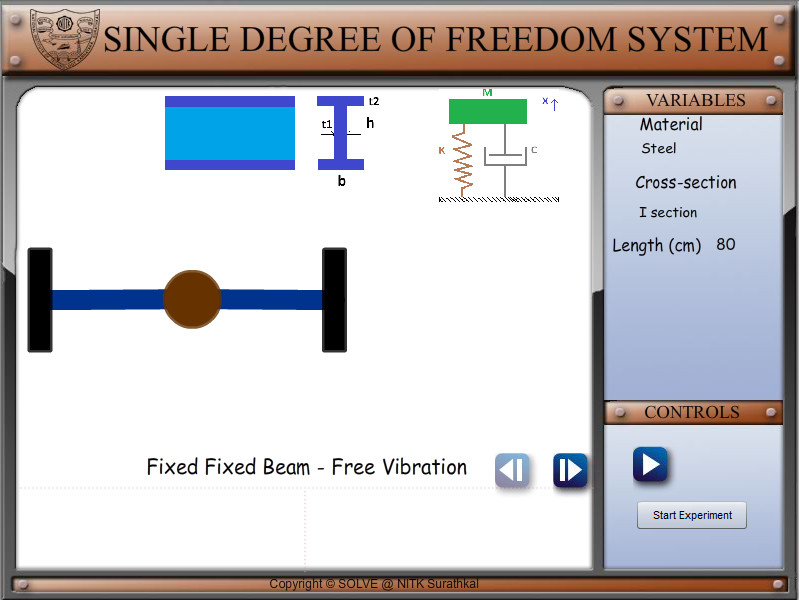 SINGLE DEGREE OF FREEDOM SYSTEM
t2
t1
h
b
M
x
K
C
VARIABLES
Material
Steel
Cross-section
I section
Length (cm) 80
Fixed Fixed Beam - Free Vibration
CONTROLS
Start Experiment
Copyright © SOLVE @ NITK Surathkal